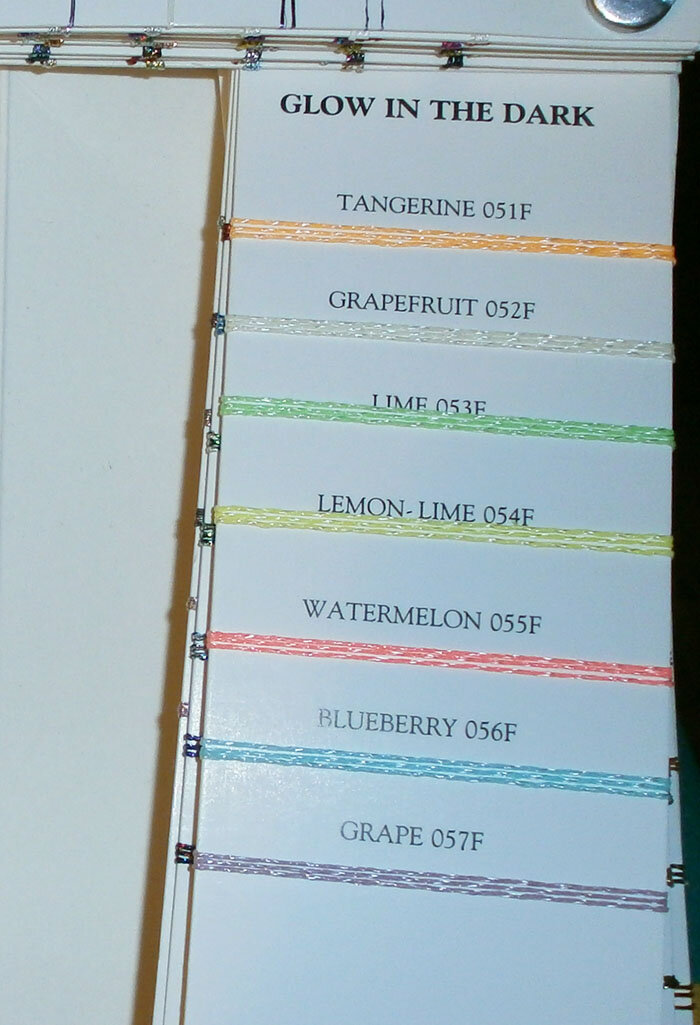 GLOW IN THE DARK
TANGERINE 051F
GRAPEFRUIT 052F
LIME 053F
LEMON-LIME 054F
WATERMELON 055F
BLUEBERRY 056F
GRAPE 057F